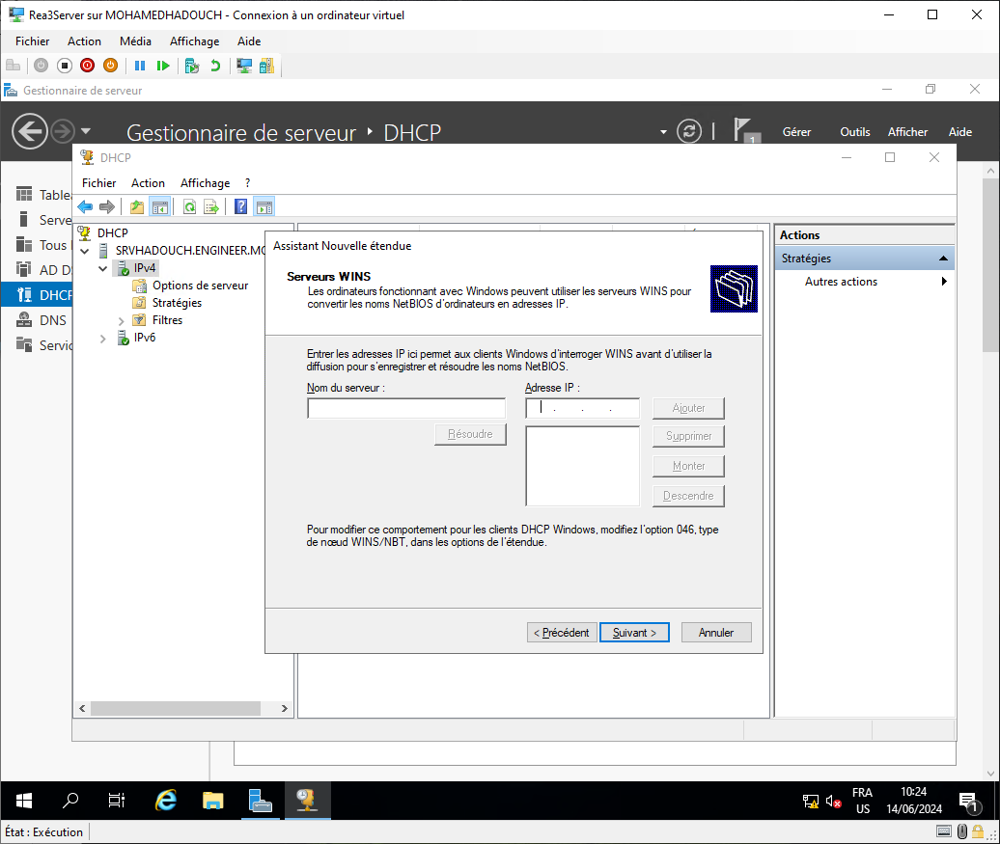 Rea3Server sur MOHAMEDHADOUCH - Connexion à un ordinateur virtuel
Fichier Action Média Affichage Aide
Gestionnaire de serveur
Gestionnaire de serveur ‣ DHCP
1
Gérer Outils Afficher Aide
DHCP
Fichier Action Affichage ?
Table
Serve
Tous
AD D
DHCP
DNS
Servic
DHCP
SRVHADOUCH.ENGINEER.MO
IPv4
Options de serveur
Stratégies
Filtres
IPv6
Assistant Nouvelle étendue
Serveurs WINS
Les ordinateurs fonctionnant avec Windows peuvent utiliser les serveurs WINS pour
convertir les noms NetBIOS d'ordinateurs en adresses IP.
Entrer les adresses IP ici permet aux clients Windows d'interroger WINS avant d'utiliser la
diffusion pour s'enregistrer et résoudre les noms NetBIOS.
Nom du serveur : Adresse IP :
. . . Ajouter
Résoudre Supprimer
Monter
Descendre
Pour modifier ce comportement pour les clients DHCP Windows, modifiez l'option 046, type
de nœud WINS/NBT, dans les options de l'étendue.
< Précédent Suivant > Annuler
Actions
Stratégies
Autres actions
FRA
US
10:24
14/06/2024
1
État : Exécution